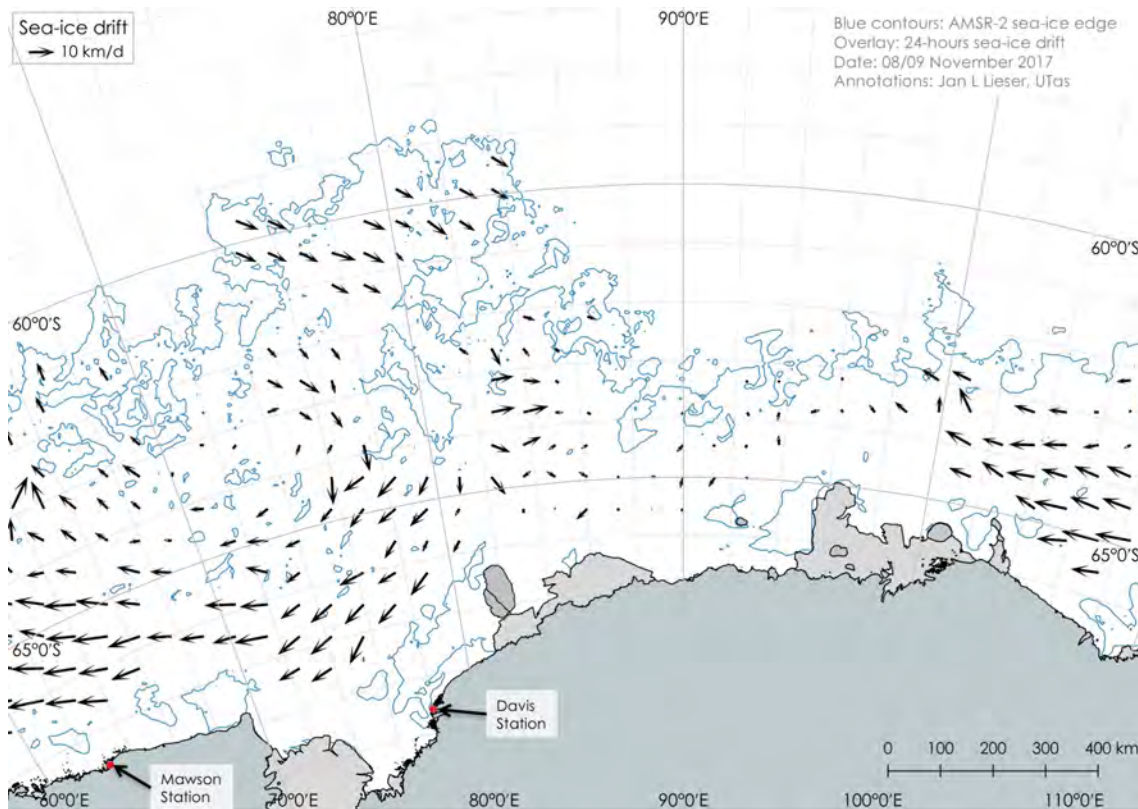 Sea-ice drift
10 km/d
80°0'E
90°0'E
Blue contours: AMSR-2 sea-ice edge
Overlay: 24-hours sea-ice drift
Date: 08/09 November 2017
Annotations: Jan L Lieser, UTas
60°0'S
60°0'S
65°0'S
65°0'S
Davis
Station
Mawson
Station
0 100 200 300 400 km
60°0'E
70°0'E
80°0'E
90°0'E
100°0'E
110°0'E